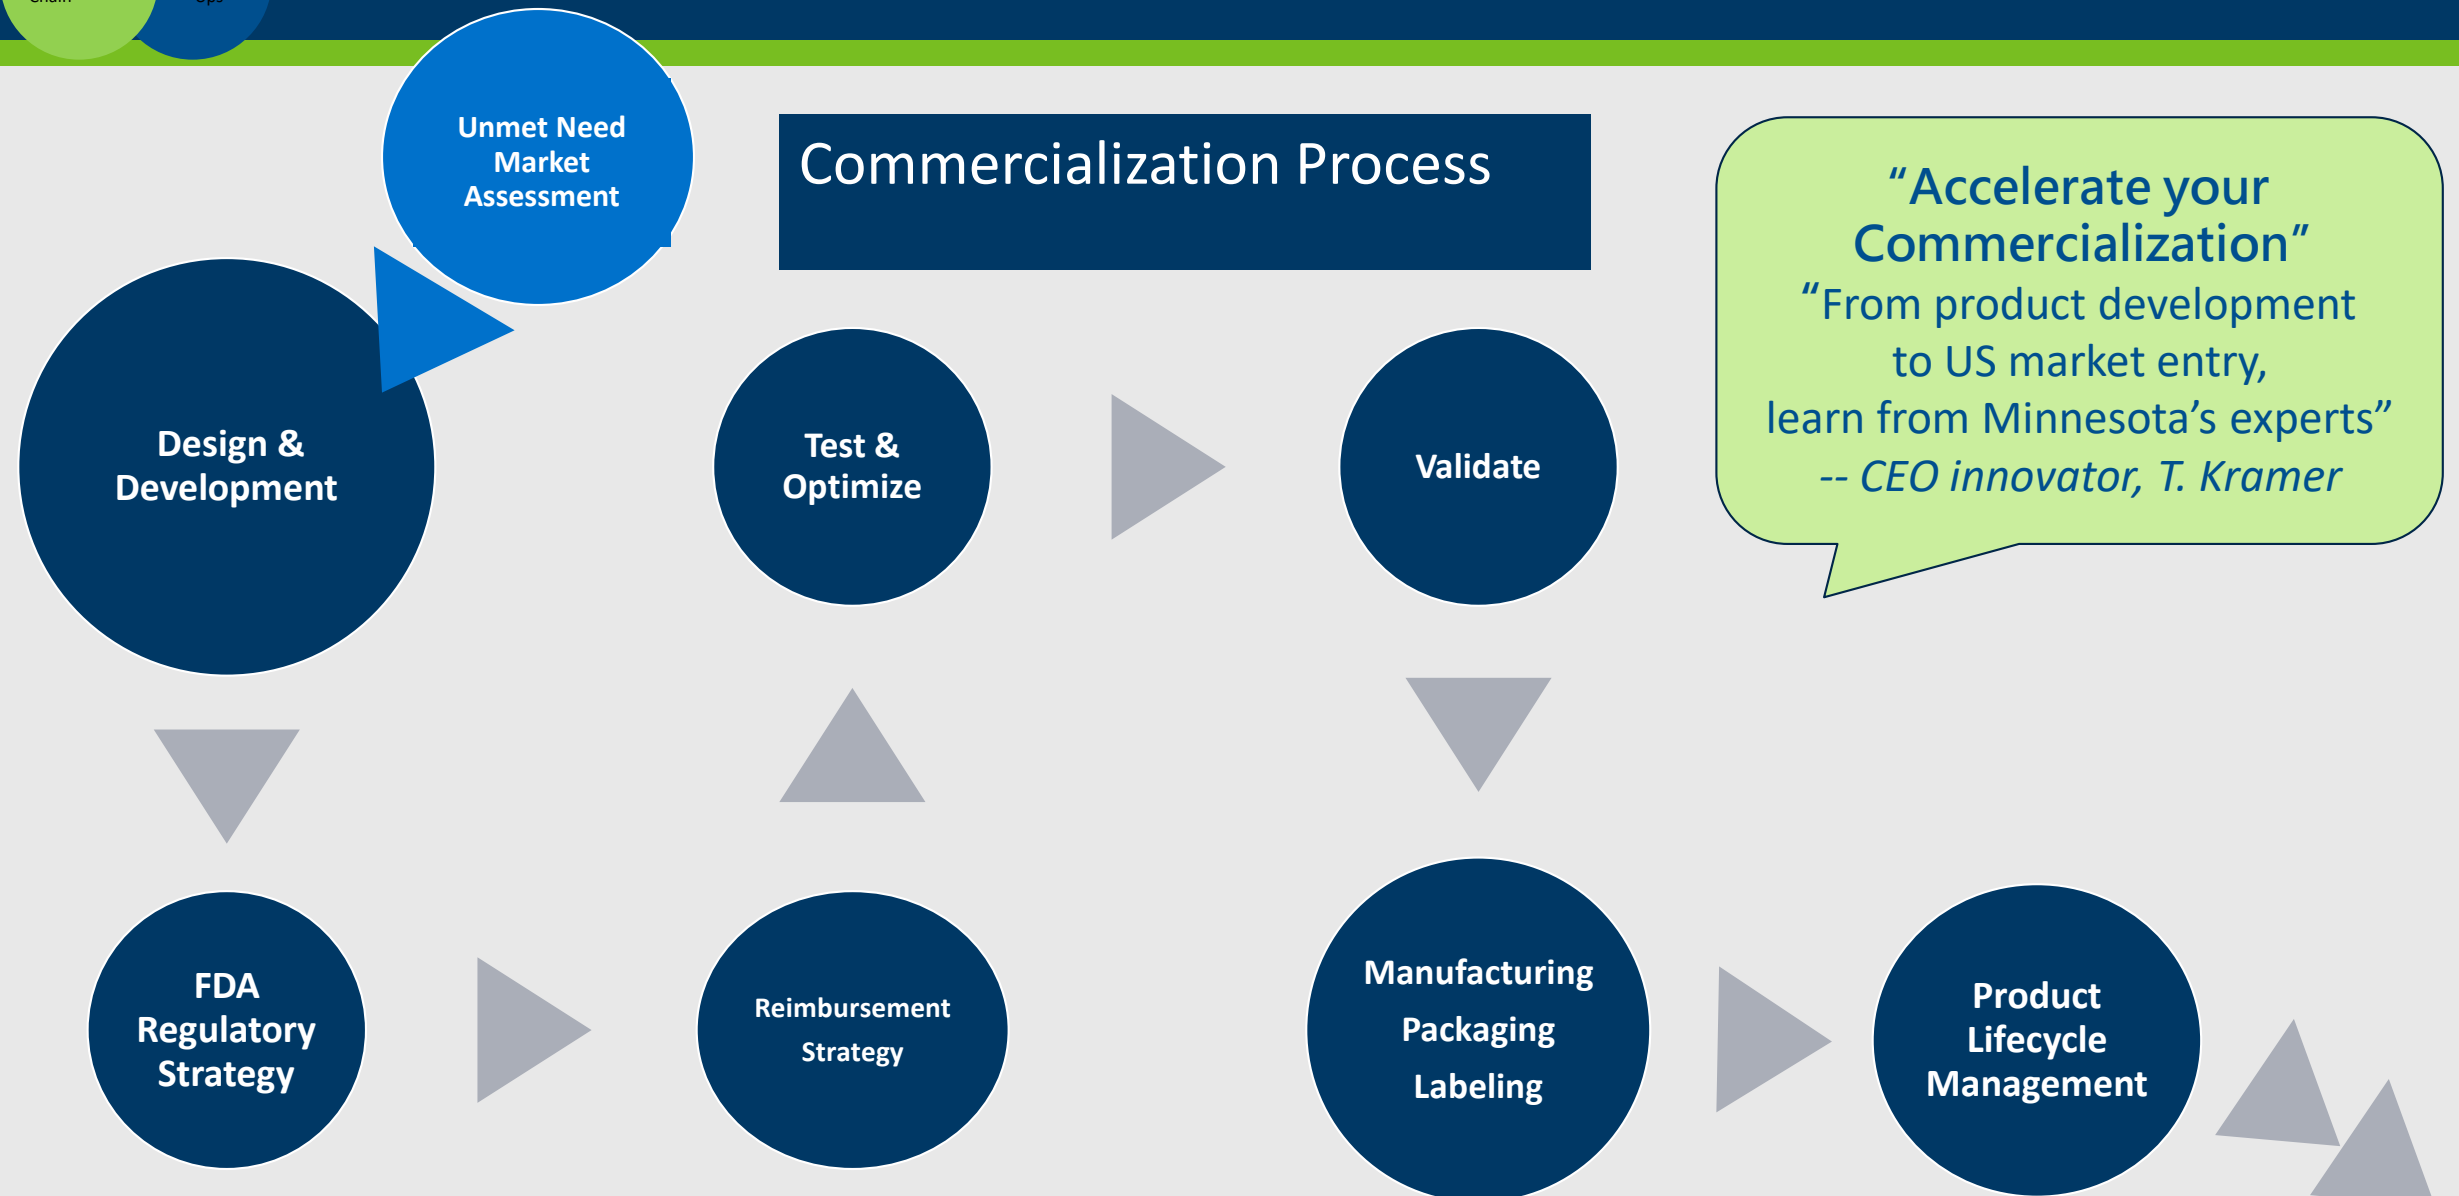 Chain
Ops
Unmet Need
Market
Assessment
Commercialization Process
“Accelerate your
Commercialization”
“From product development
to US market entry,
learn from Minnesota’s experts”
-- CEO innovator, T. Kramer
Design &
Development
Test &
Optimize
Validate
FDA
Regulatory
Strategy
Reimbursement
Strategy
Manufacturing
Packaging
Labeling
Product
Lifecycle
Management